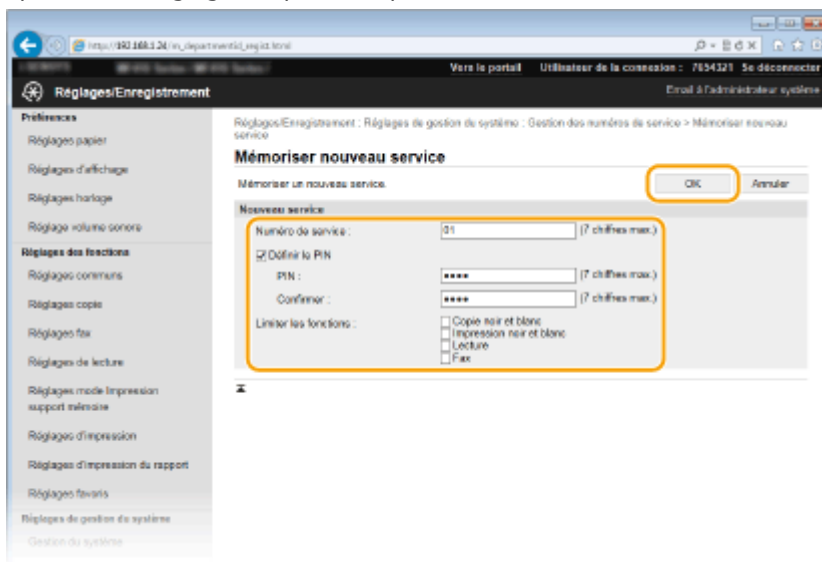 http://192.168.1.24/m_departmentid_regist.html
Vers le portail Utilisateur de la connexion : 7654321 Se déconnecter
Réglages/Enregistrement
Email à l'administrateur système
Préférences
Réglages papier
Réglages d'affichage
Réglages horloge
Réglage volume sonore
Réglages des fonctions
Réglages communs
Réglages copie
Réglages fax
Réglages de lecture
Réglages mode Impression
support mémoire
Réglages d'impression
Réglages d'impression du rapport
Réglages favoris
Réglages de gestion du système
Gestion du système
Réglages/Enregistrement : Réglages de gestion du système : Gestion des numéros de service > Mémoriser nouveau
service
Mémoriser nouveau service
Mémoriser un nouveau service.
OK Annuler
Nouveau service
Numéro de service : 01 (7 chiffres max.)
Définir le PIN
PIN : •••• (7 chiffres max.)
Confirmer : •••• (7 chiffres max.)
Limiter les fonctions : Copie noir et blanc
Impression noir et blanc
Lecture
Fax